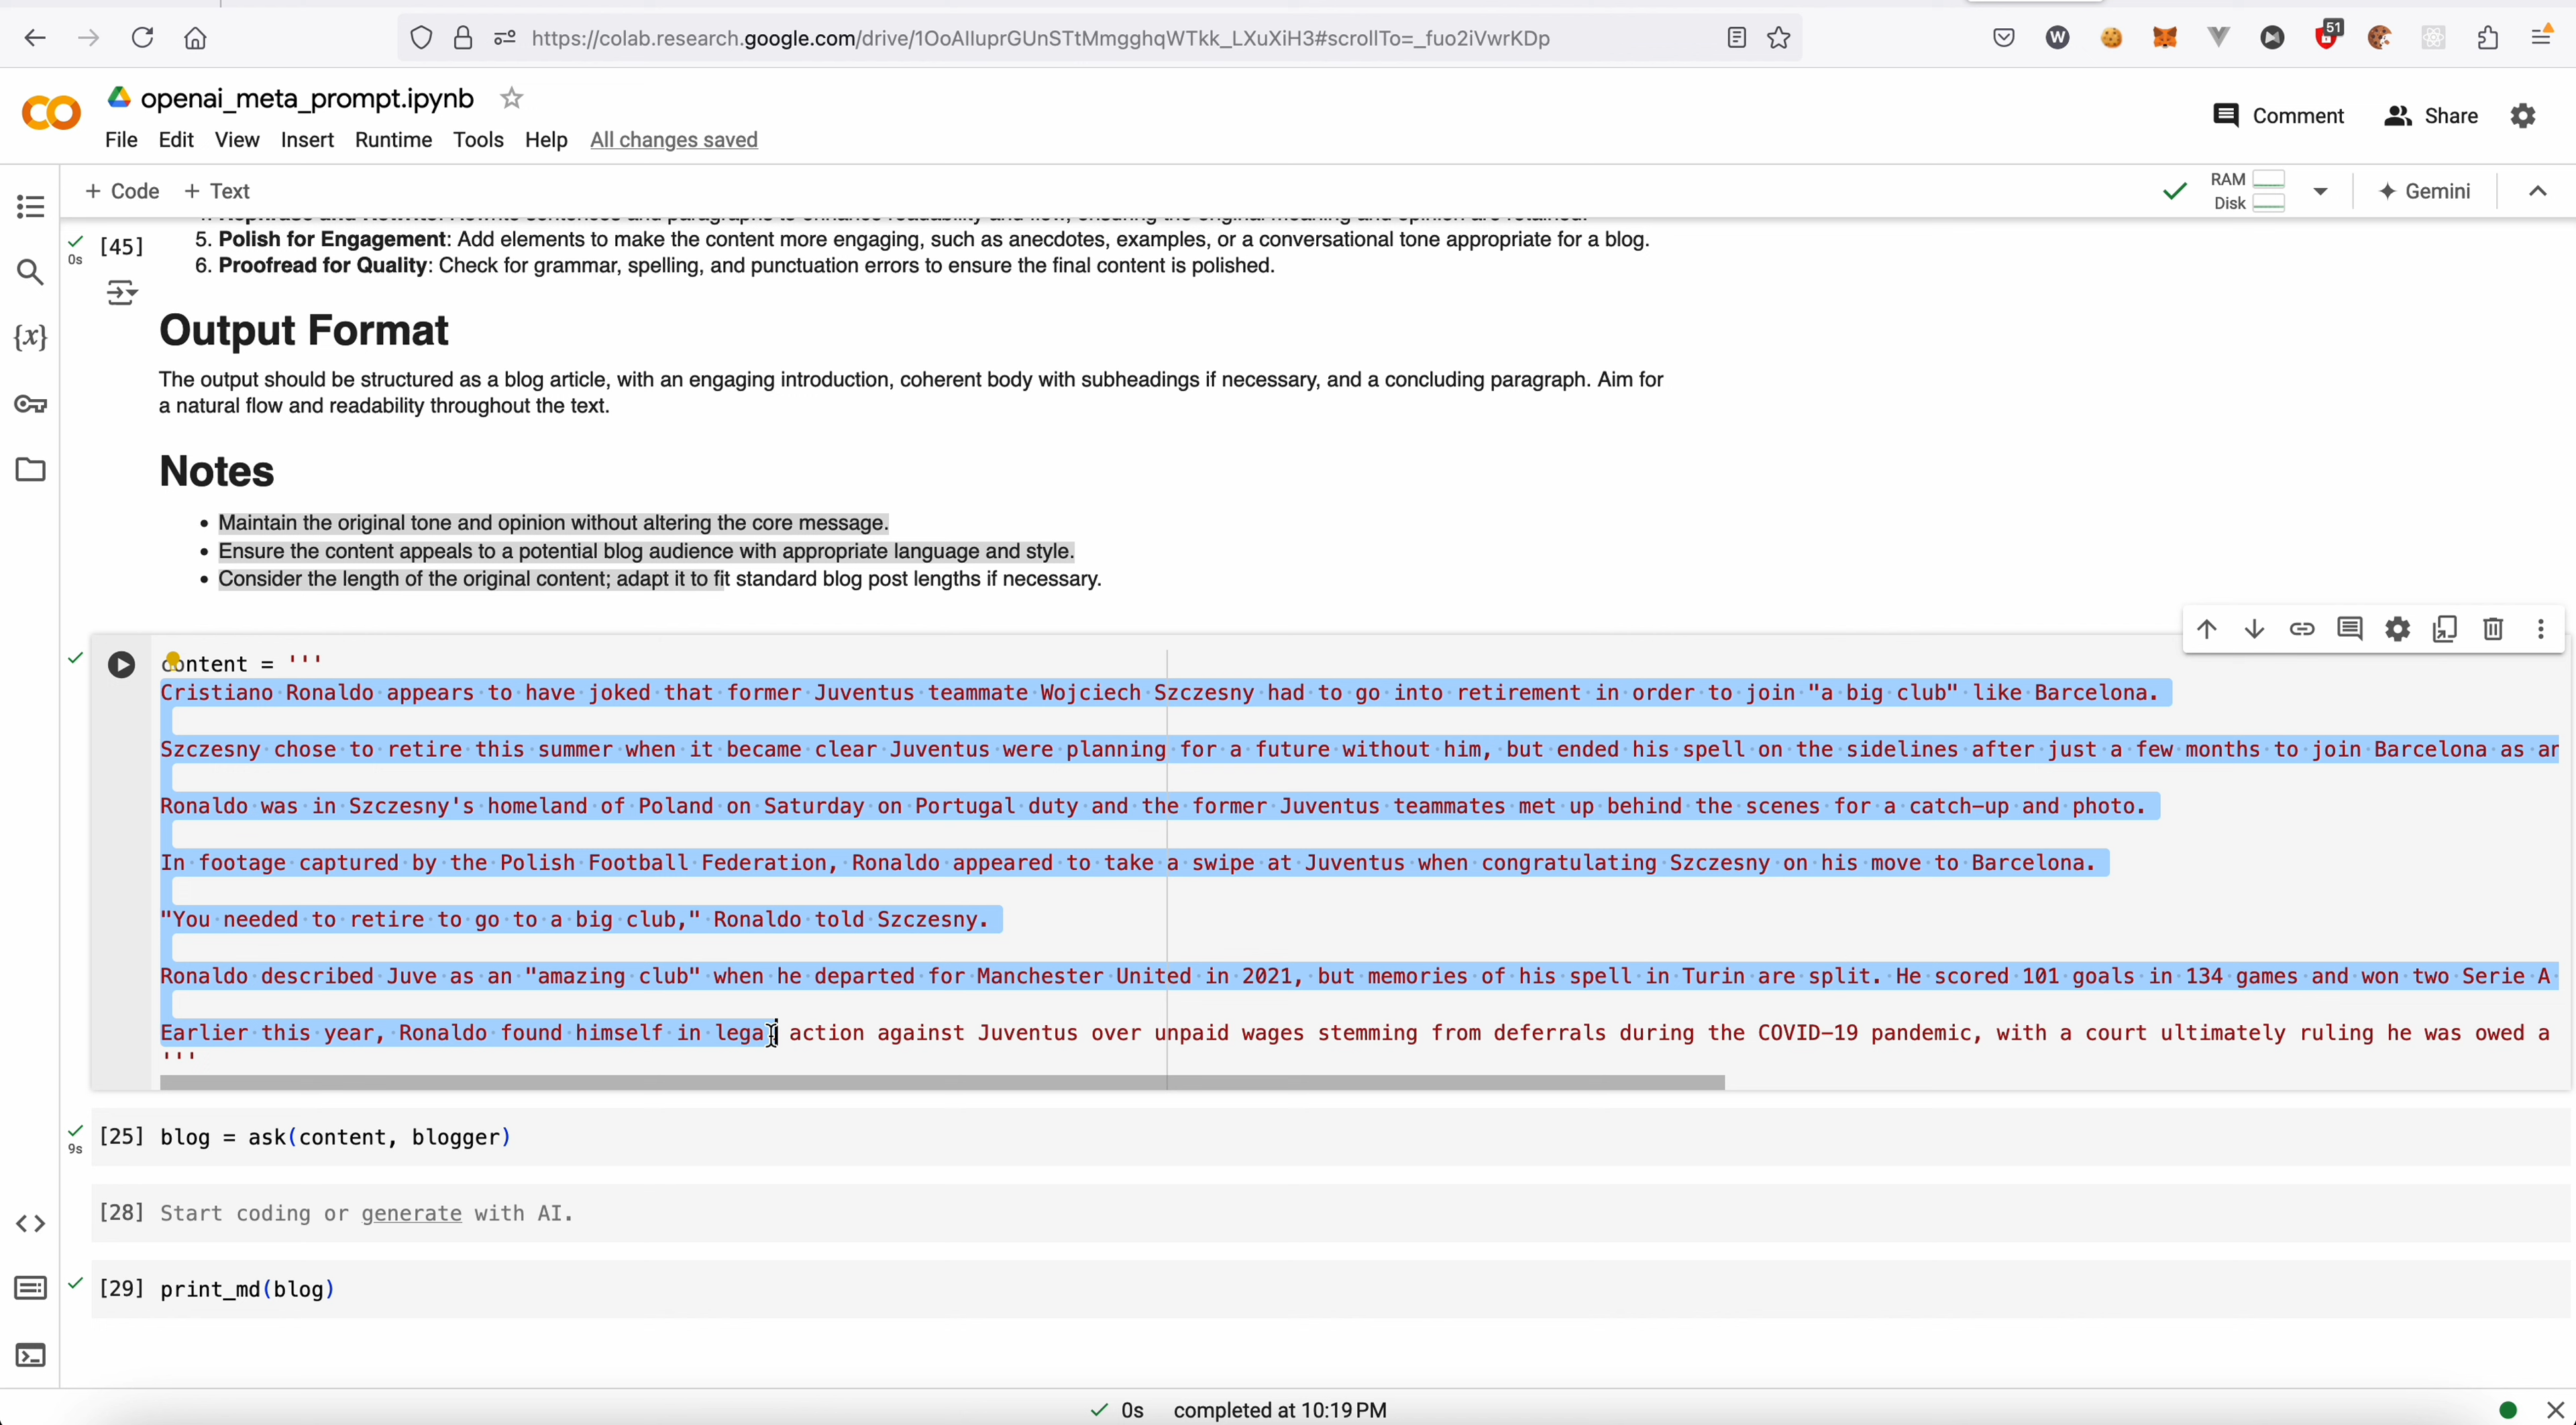 51
https://colab.research.google.com/drive/1OoAIluprGUnSTtMmgghqWTkk_LXuXiH3#scrollTo=_fuo2iVwrKDp
W
CO
openai_meta_prompt.ipynb
Comment
Share
File Edit View Insert Runtime Tools Help All changes saved
+ Code + Text
RAM
Disk
Gemini
[45]
0s
5. Polish for Engagement: Add elements to make the content more engaging, such as anecdotes, examples, or a conversational tone appropriate for a blog.
6. Proofread for Quality: Check for grammar, spelling, and punctuation errors to ensure the final content is polished.
{x}
Output Format
The output should be structured as a blog article, with an engaging introduction, coherent body with subheadings if necessary, and a concluding paragraph. Aim for
a natural flow and readability throughout the text.
Notes
• Maintain the original tone and opinion without altering the core message.
• Ensure the content appeals to a potential blog audience with appropriate language and style.
• Consider the length of the original content; adapt it to fit standard blog post lengths if necessary.
content = '''
Cristiano Ronaldo appears to have joked that former Juventus teammate Wojciech Szczesny had to go into retirement in order to join "a big club" like Barcelona.
Szczesny chose to retire this summer when it became clear Juventus were planning for a future without him, but ended his spell on the sidelines after just a few months to join Barcelona as
Ronaldo was in Szczesny's homeland of Poland on Saturday on Portugal duty and the former Juventus teammates met up behind the scenes for a catch-up and photo.
In footage captured by the Polish Football Federation, Ronaldo appeared to take a swipe at Juventus when congratulating Szczesny on his move to Barcelona.
"You needed to retire to go to a big club," Ronaldo told Szczesny.
Ronaldo described Juve as an "amazing club" when he departed for Manchester United in 2021, but memories of his spell in Turin are split. He scored 101 goals in 134 games and won two Serie A
Earlier this year, Ronaldo found himself in legal action against Juventus over unpaid wages stemming from deferrals during the COVID-19 pandemic, with a court ultimately ruling he was owed a
'''
[25] blog = ask(content, blogger)
9s
[28] Start coding or generate with AI.
[29] print_md(blog)
0s completed at 10:19 PM